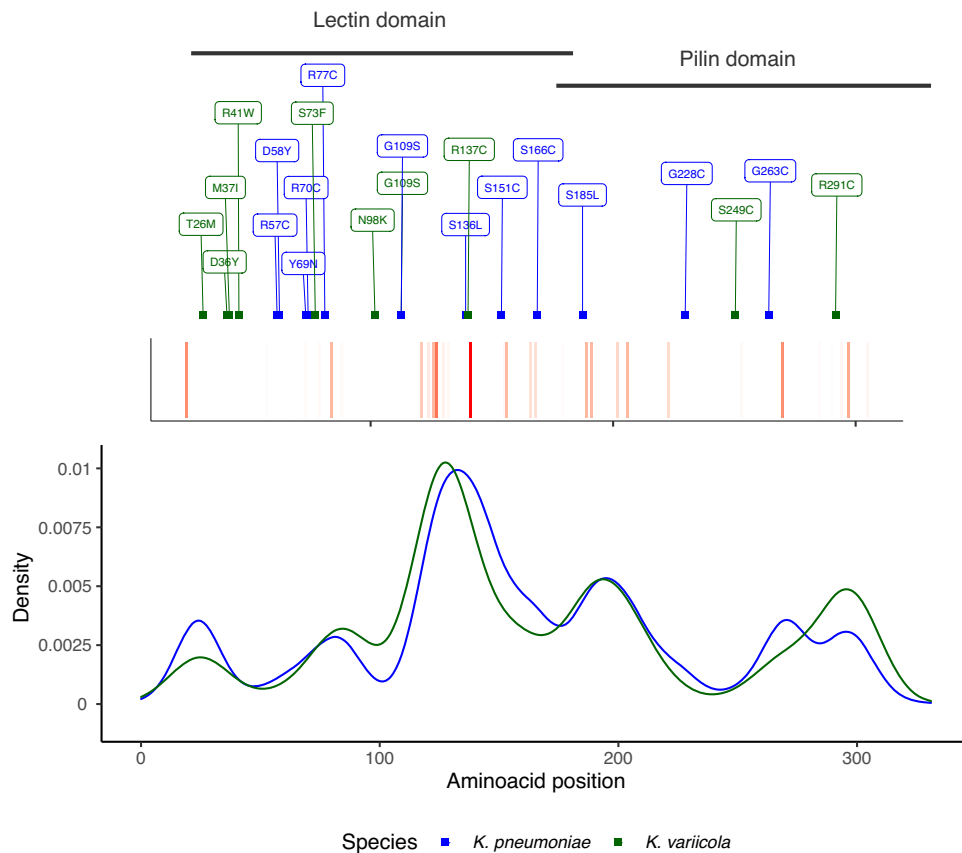 Lectin domain
Pilin domain
R77C
R41W
S73F
D58Y
G109S
R137C
S166C
M37I
R70C
G109S
S151C
S185L
G228C
G263C
R291C
T26M
R57C
N98K
S136L
S249C
D36Y
Y69N
0.01
0.0075
0.005
0.0025
0
Density
0 100 200 300
Aminoacid position
Species K. pneumoniae K. variicola